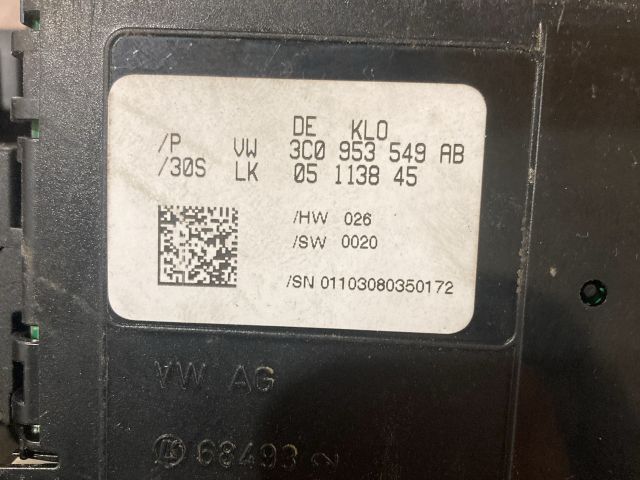 DE KLO
/P VW 3C0 953 549 AB
/30S LK 05 1138 45
/HW 026
/SW 0020
/SN 01103080350172
VW AG
68493